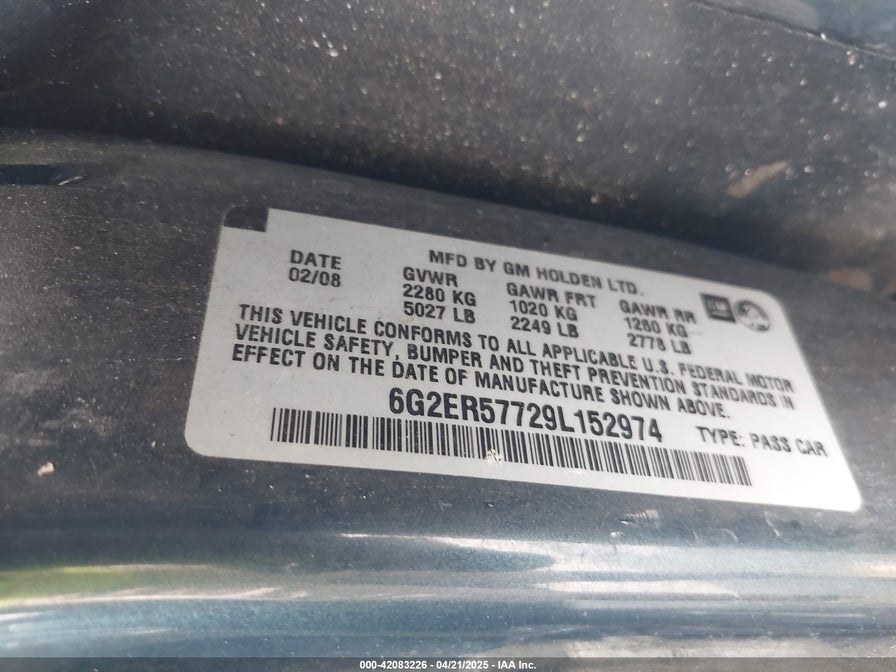 MFD BY GM HOLDEN LTD.
DATE GVWR GAWR FRT GAWR RR GM
02/08 2280 KG 1020 KG 1260 KG
5027 LB 2249 LB 2778 LB
THIS VEHICLE CONFORMS TO ALL APPLICABLE U.S. FEDERAL MOTOR
VEHICLE SAFETY, BUMPER AND THEFT PREVENTION STANDARDS IN
EFFECT ON THE DATE OF MANUFACTURE SHOWN ABOVE.
6G2ER57729L152974 TYPE: PASS CAR
000-42083226 - 04/21/2025 - IAA Inc.